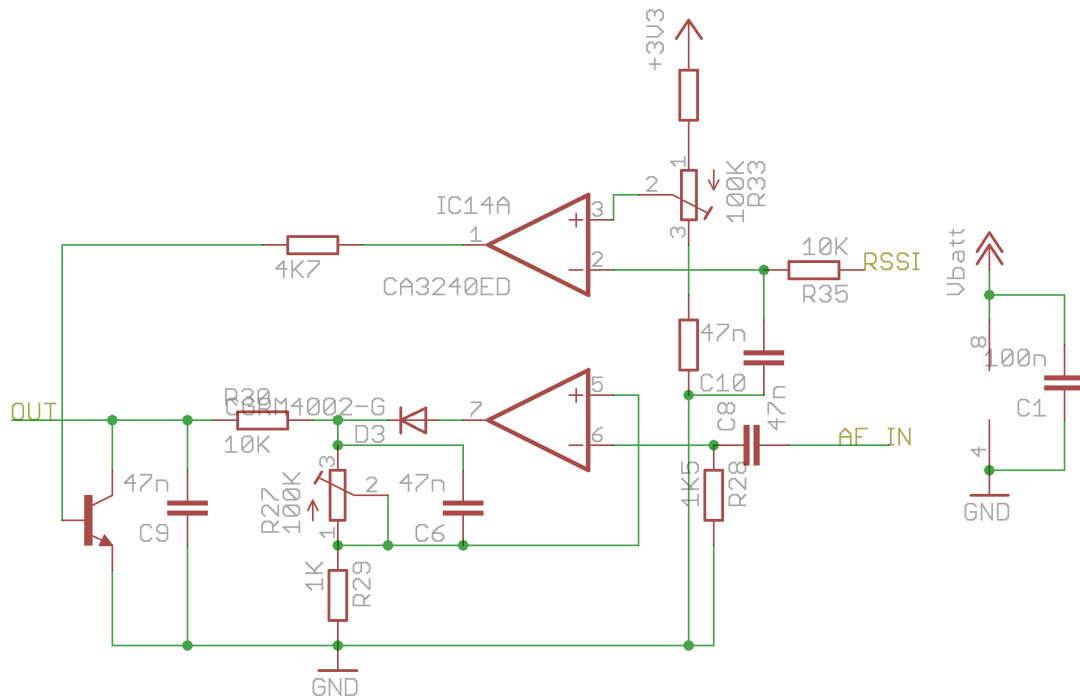 +3V3
1
2
100K
R33
3
IC14A
3
1
2
CA3240ED
4K7
10K
RSSI
R35
Vbatt
47n
C10
8
100n
C1
4
GND
OUT
R30
CGRM4002-G
10K
D3
7
5
6
C8
47n
AF IN
1K5
R28
47n
C9
R27
100K
3
2
1
47n
C6
1K
R29
GND